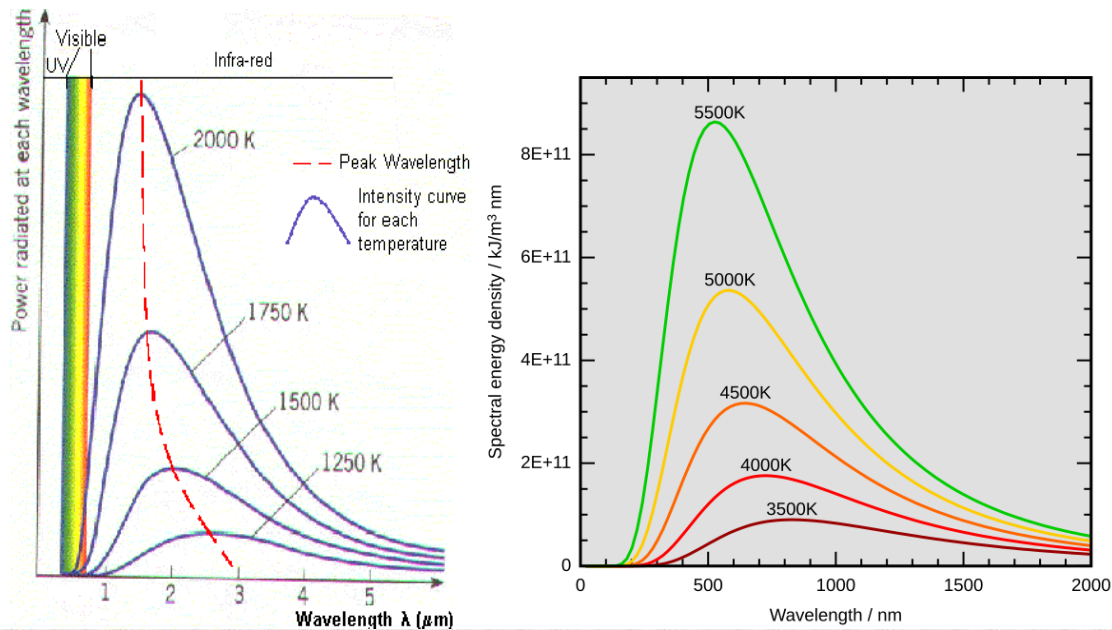 Power radiated at each wavelength
Visible
UV
Infra-red
2000 K
Peak Wavelength
Intensity curve
for each
temperature
1750 K
1500 K
1250 K
1
2
3
4
5
Wavelength λ (μm)
Spectral energy density / kJ/m³ nm
8E+11
6E+11
4E+11
2E+11
0
5500K
5000K
4500K
4000K
3500K
0
500
1000
1500
2000
Wavelength / nm